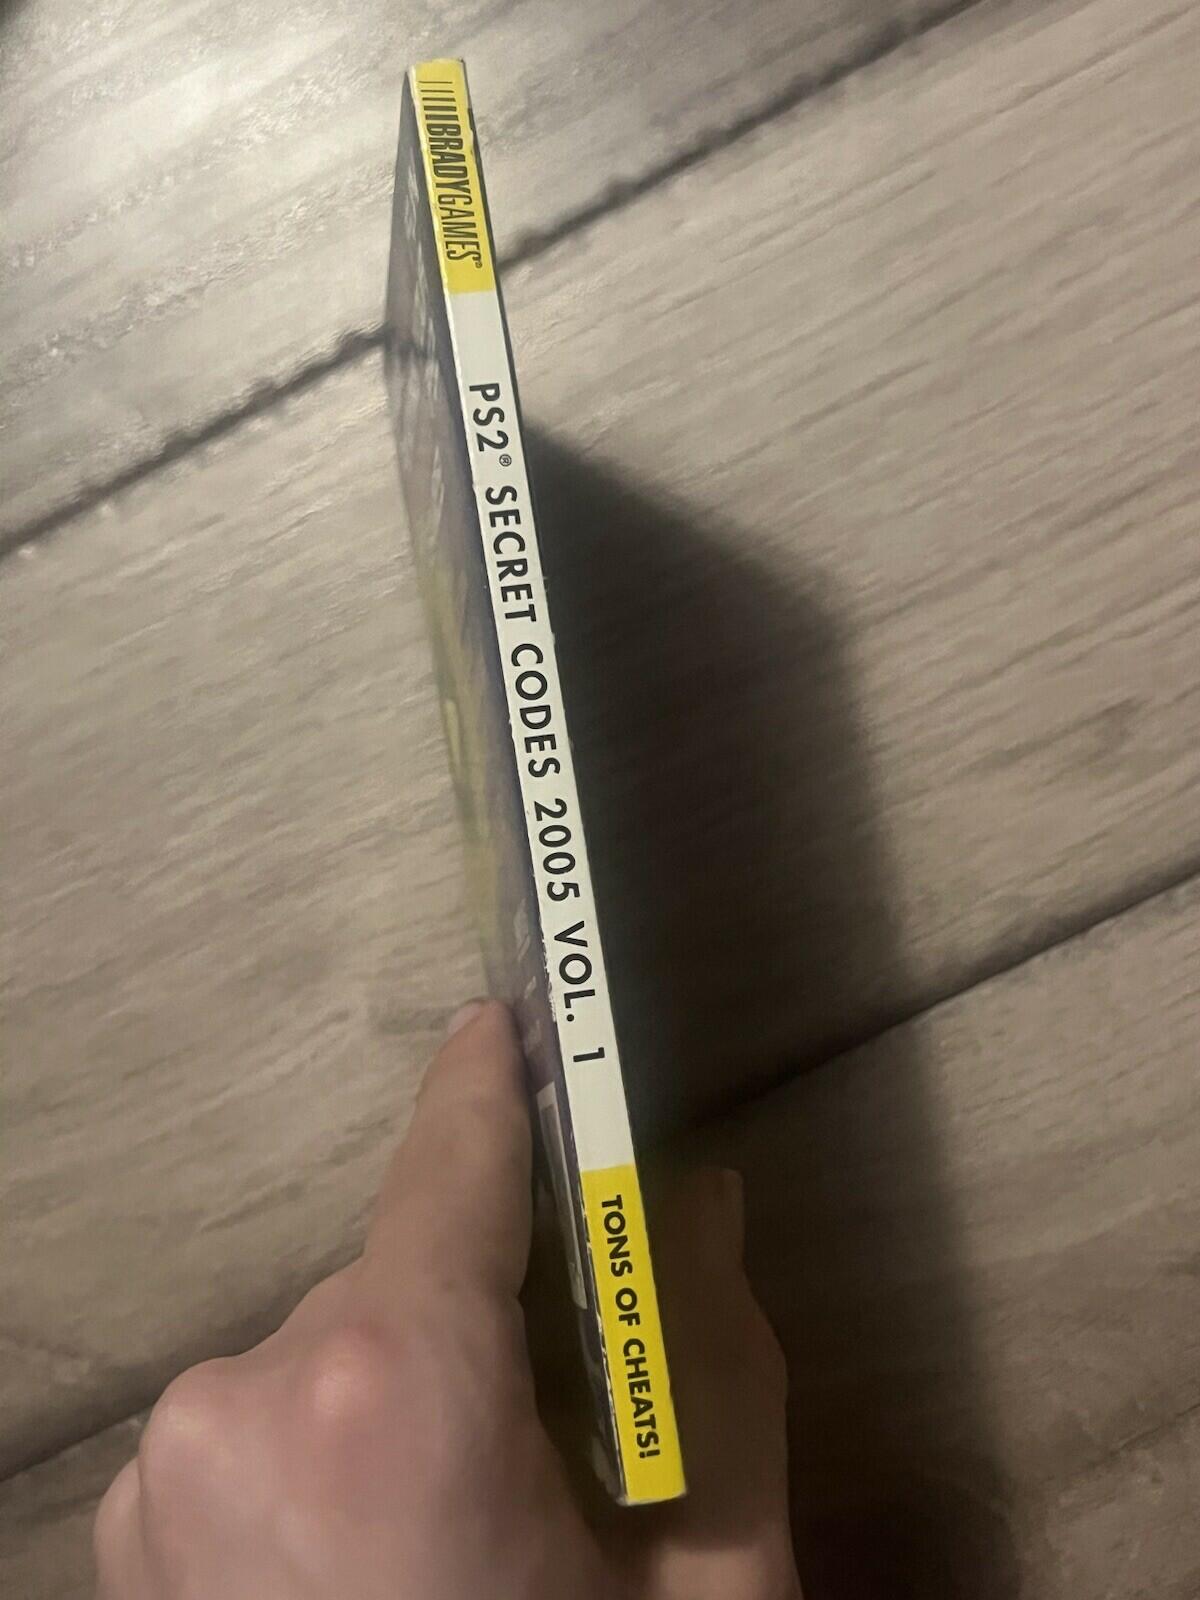 BRADYGAMES®
PS2® SECRET CODES 2005 VOL. 1
TONS OF CHEATS!